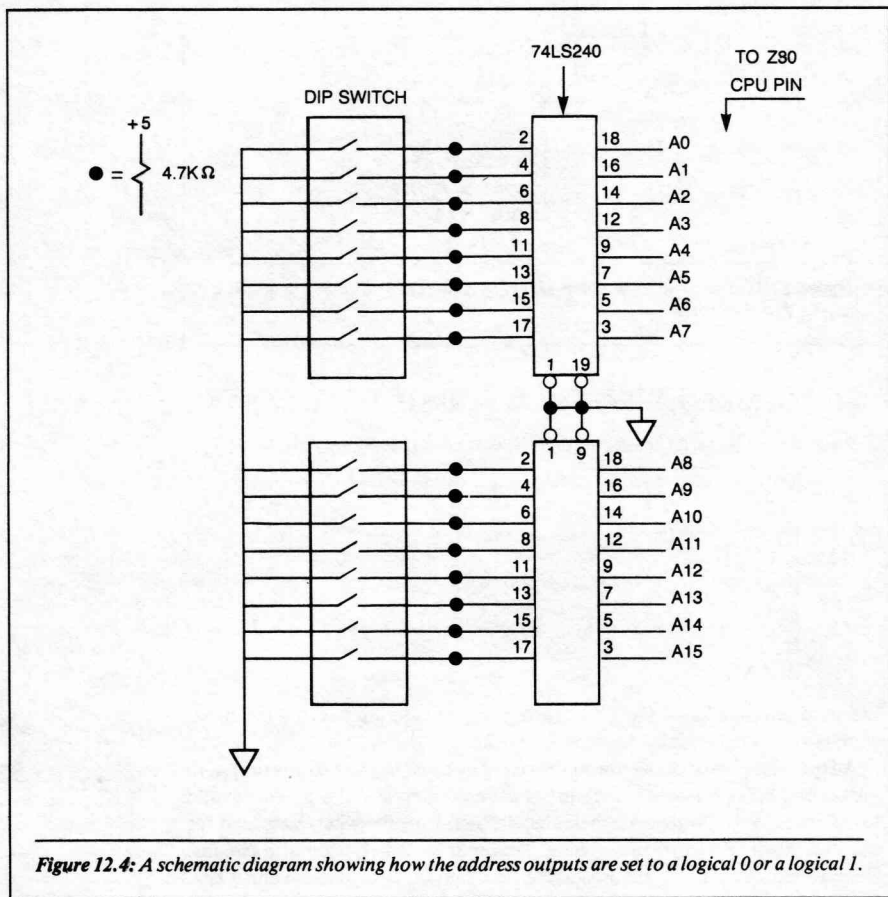 74LS240
TO Z80
CPU PIN
DIP SWITCH
+5
● = 4.7K Ω
2 18 A0
4 16 A1
6 14 A2
8 12 A3
11 9 A4
13 7 A5
15 5 A6
17 3 A7
1 19
1 9
2 18 A8
4 16 A9
6 14 A10
8 12 A11
11 9 A12
13 7 A13
15 5 A14
17 3 A15
Figure 12.4: A schematic diagram showing how the address outputs are set to a logical 0 or a logical 1.